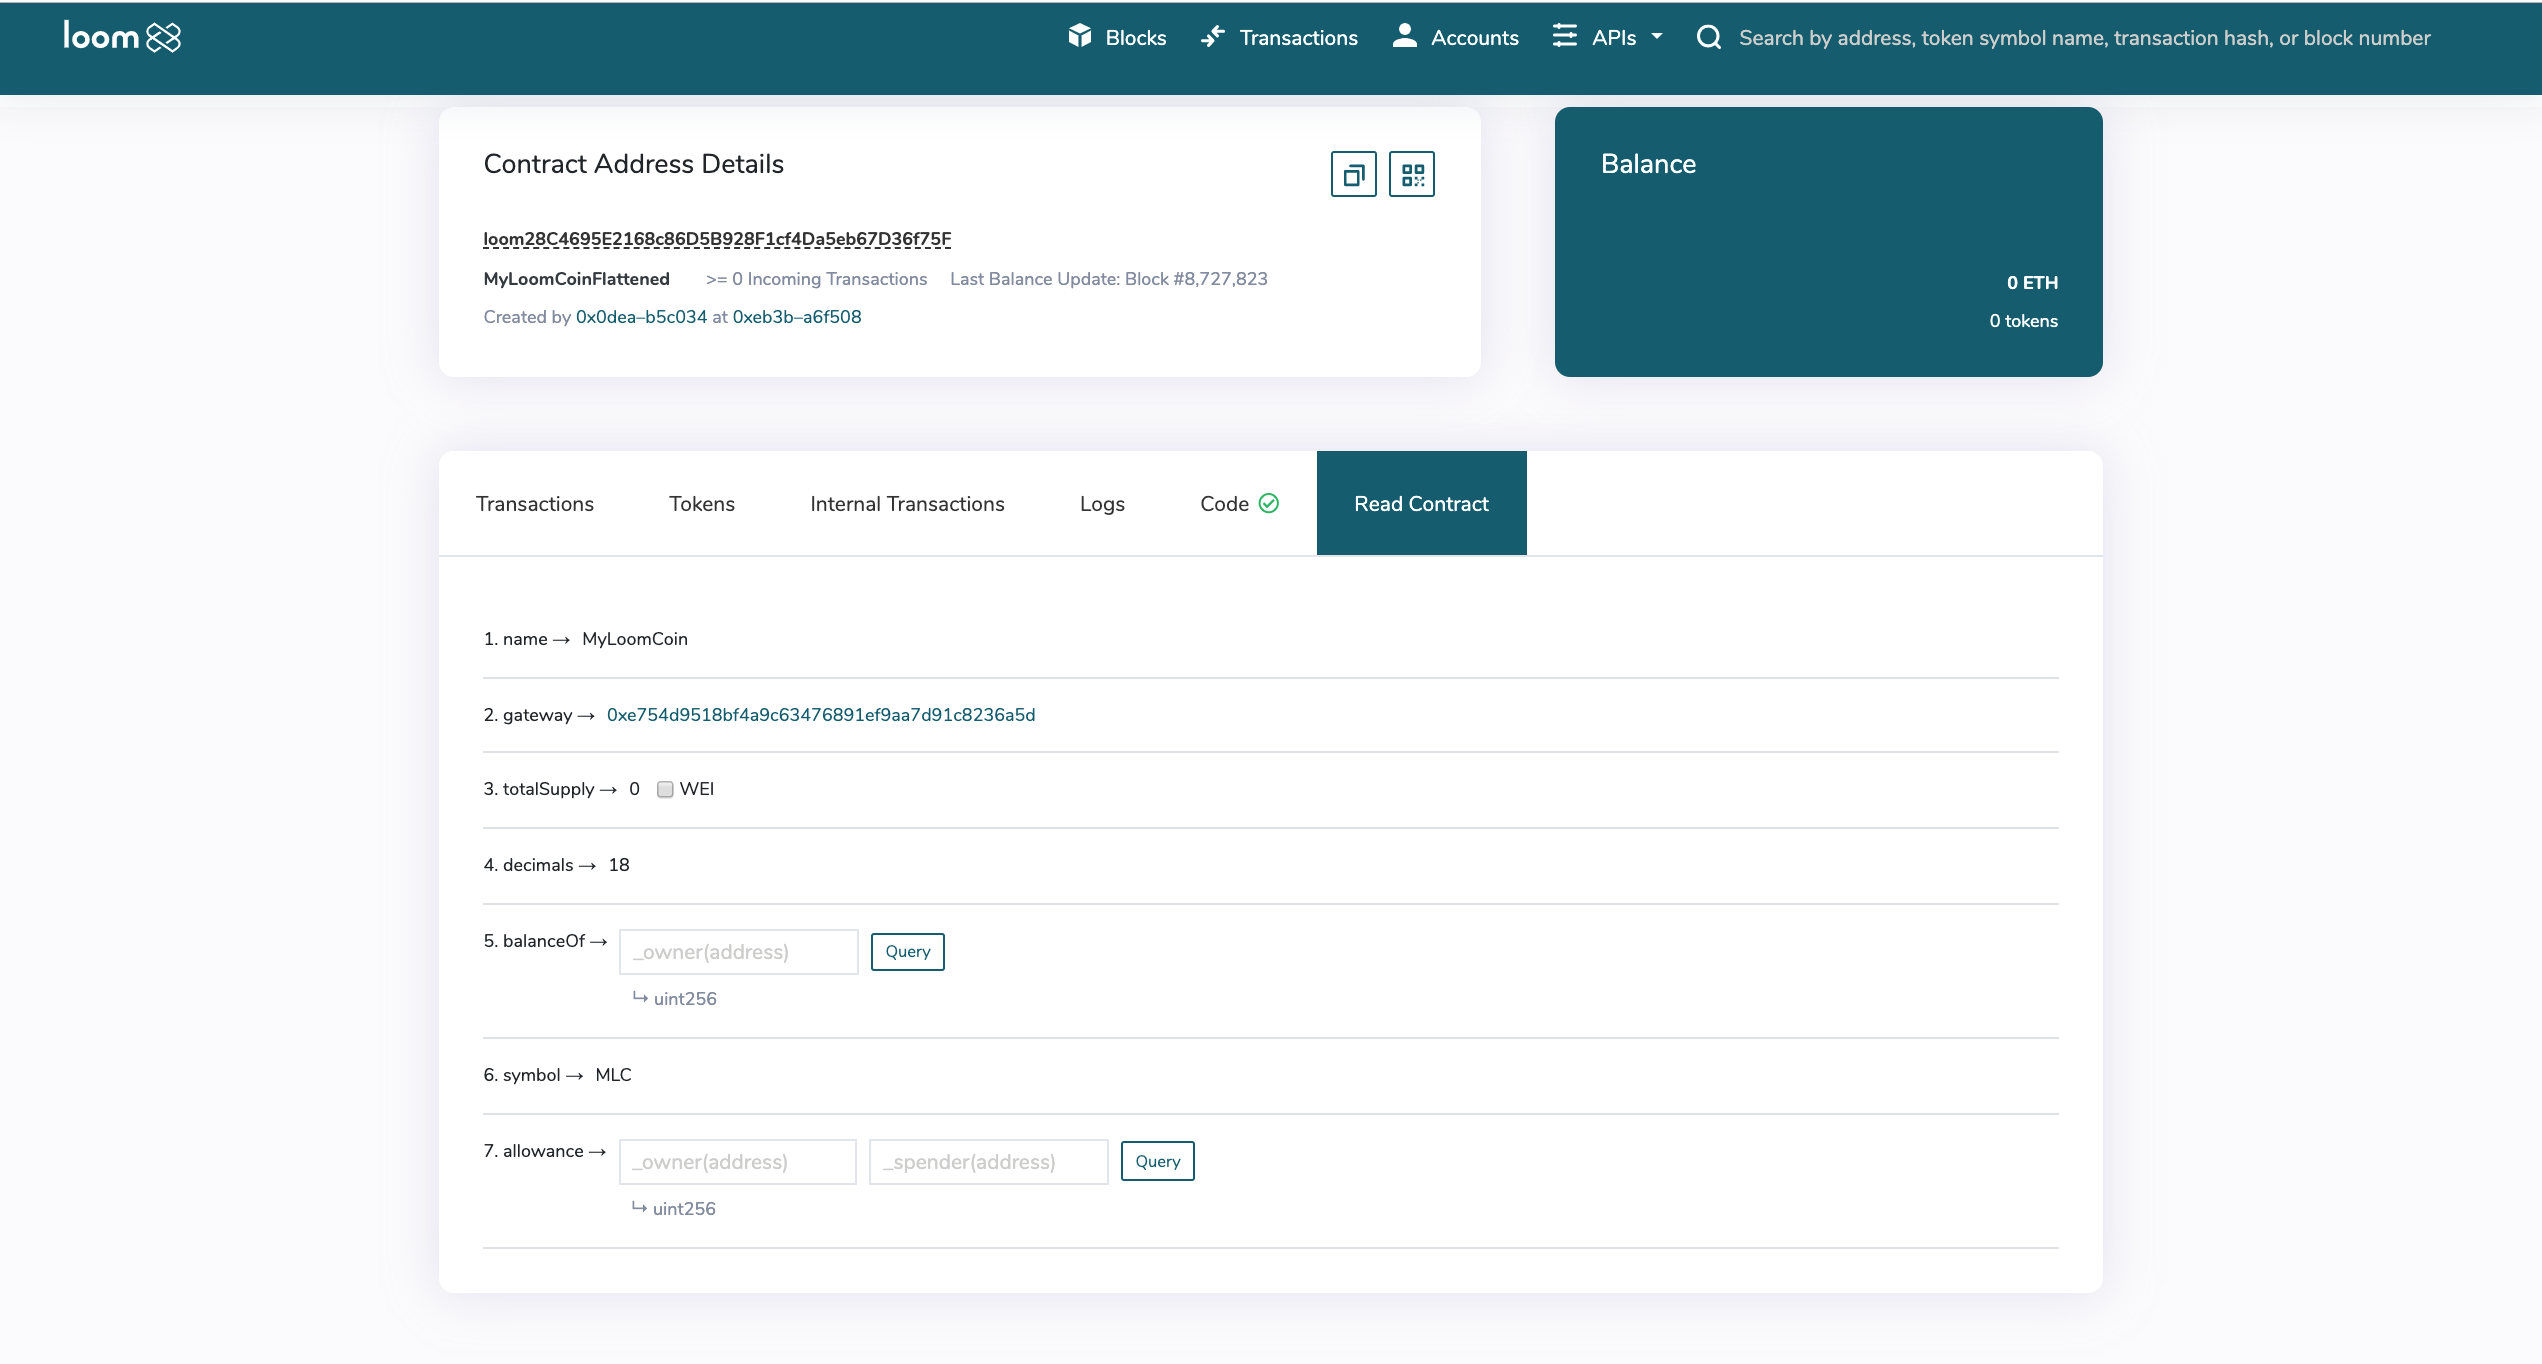 loom
Blocks
Transactions
Accounts
APIs
Search by address, token symbol name, transaction hash, or block number
Contract Address Details
loom28C4695E2168c86D5B928F1cf4Da5eb67D36f75F
MyLoomCoinFlattened >= 0 Incoming Transactions Last Balance Update: Block #8,727,823
Created by 0x0dea–b5c034 at 0xeb3b–a6f508
Balance
0 ETH
0 tokens
Transactions
Tokens
Internal Transactions
Logs
Code
Read Contract
1. name → MyLoomCoin
2. gateway → 0xe754d9518bf4a9c63476891ef9aa7d91c8236a5d
3. totalSupply → 0 WEI
4. decimals → 18
5. balanceOf → _owner(address) Query
↳ uint256
6. symbol → MLC
7. allowance → _owner(address) _spender(address) Query
↳ uint256